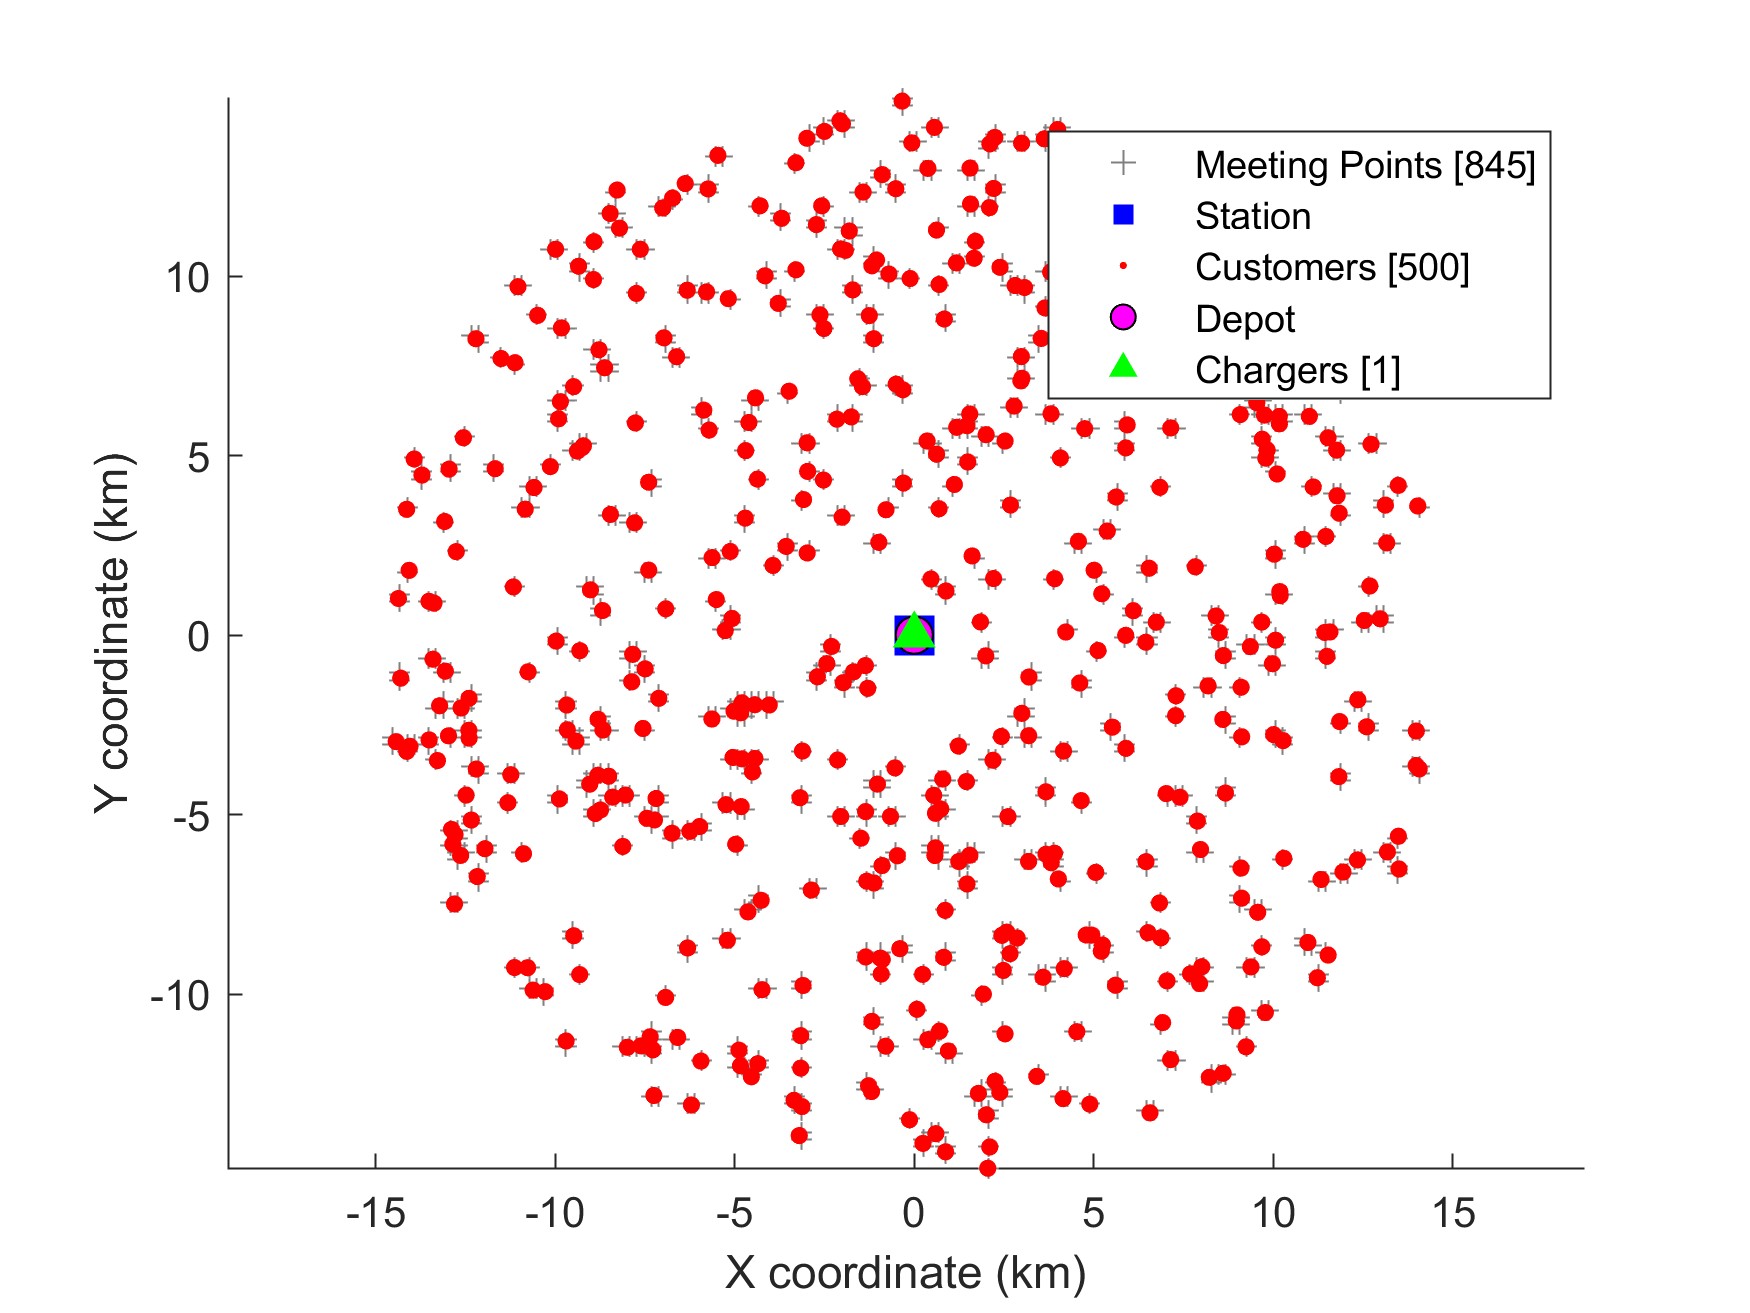 Meeting Points [845]
Station
Customers [500]
Depot
Chargers [1]
10
5
0
-5
-10
Y coordinate (km)
-15 -10 -5 0 5 10 15
X coordinate (km)